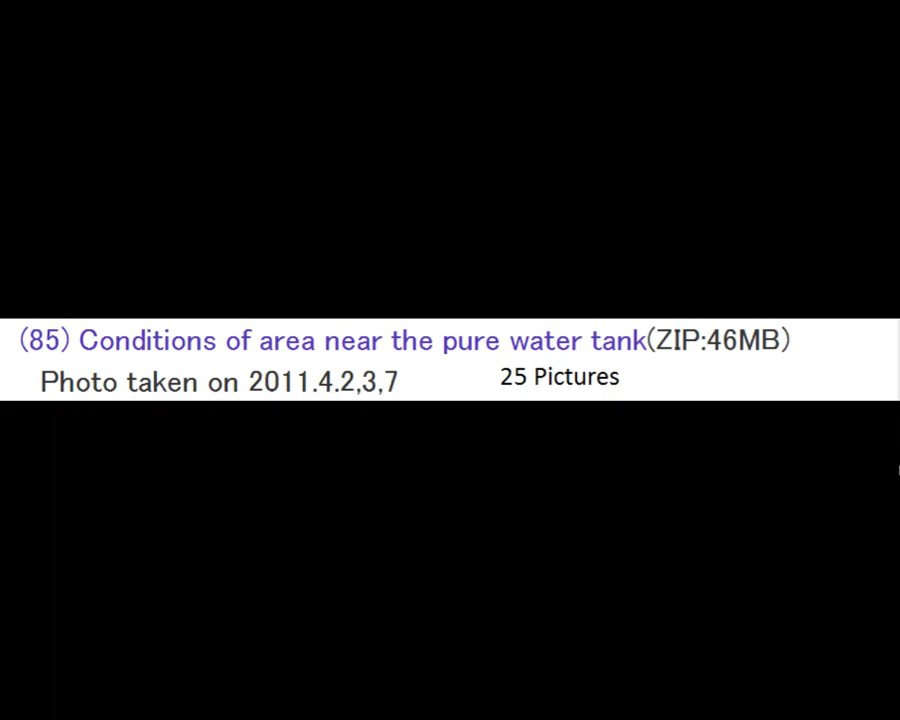 (85) Conditions of area near the pure water tank(ZIP:46MB)
Photo taken on 2011.4.2,3,7 25 Pictures